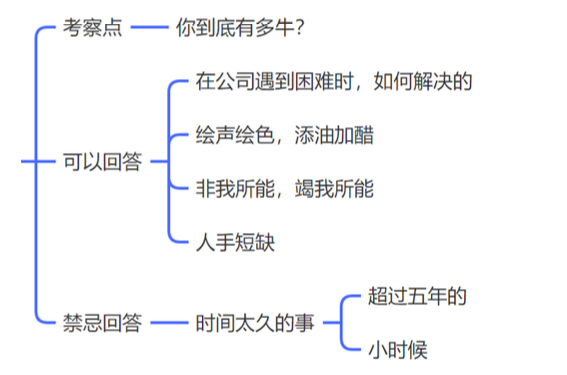 考察点
你到底有多牛？
可以回答
在公司遇到困难时，如何解决的
绘声绘色，添油加醋
非我所能，竭我所能
人手短缺
禁忌回答
时间太久的事
超过五年的
小时候